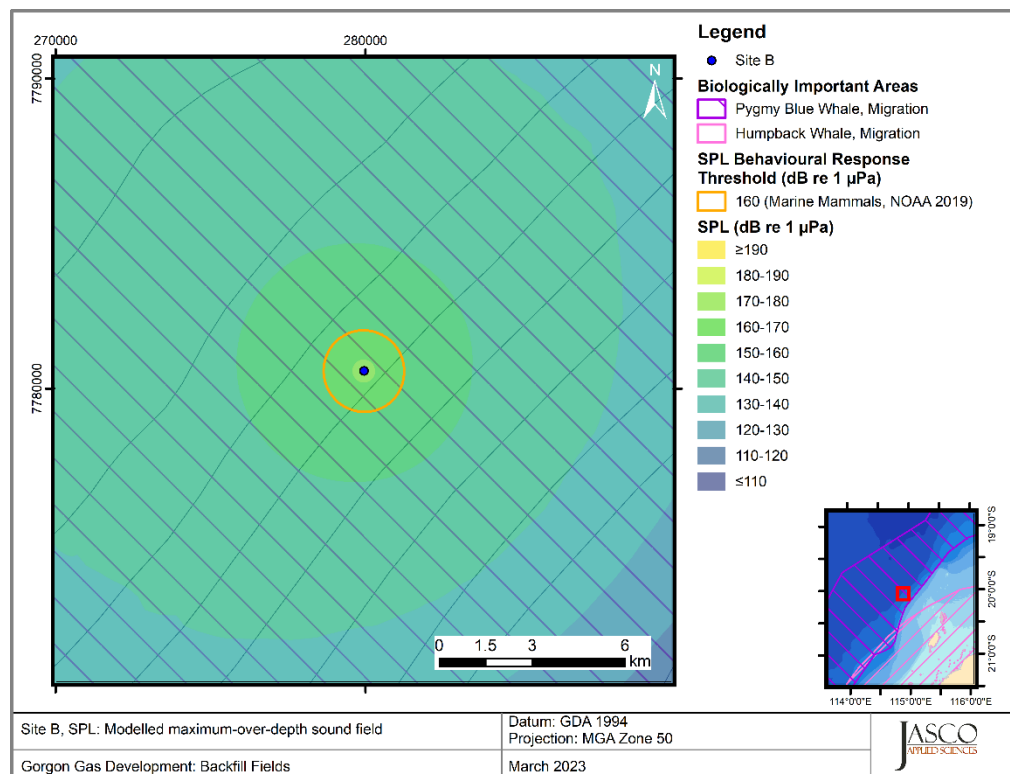 270000
280000
7790000
7780000
N
0 1.5 3 6
km
Legend
Site B
Biologically Important Areas
Pygmy Blue Whale, Migration
Humpback Whale, Migration
SPL Behavioural Response
Threshold (dB re 1 µPa)
160 (Marine Mammals, NOAA 2019)
SPL (dB re 1 µPa)
≥190
180-190
170-180
160-170
150-160
140-150
130-140
120-130
110-120
≤110
19°0'0"S
20°0'0"S
21°0'0"S
114°0'0"E 115°0'0"E 116°0'0"E
Site B, SPL: Modelled maximum-over-depth sound field
Datum: GDA 1994
Projection: MGA Zone 50
Gorgon Gas Development: Backfill Fields
March 2023
JASCO
APPLIED SCIENCES